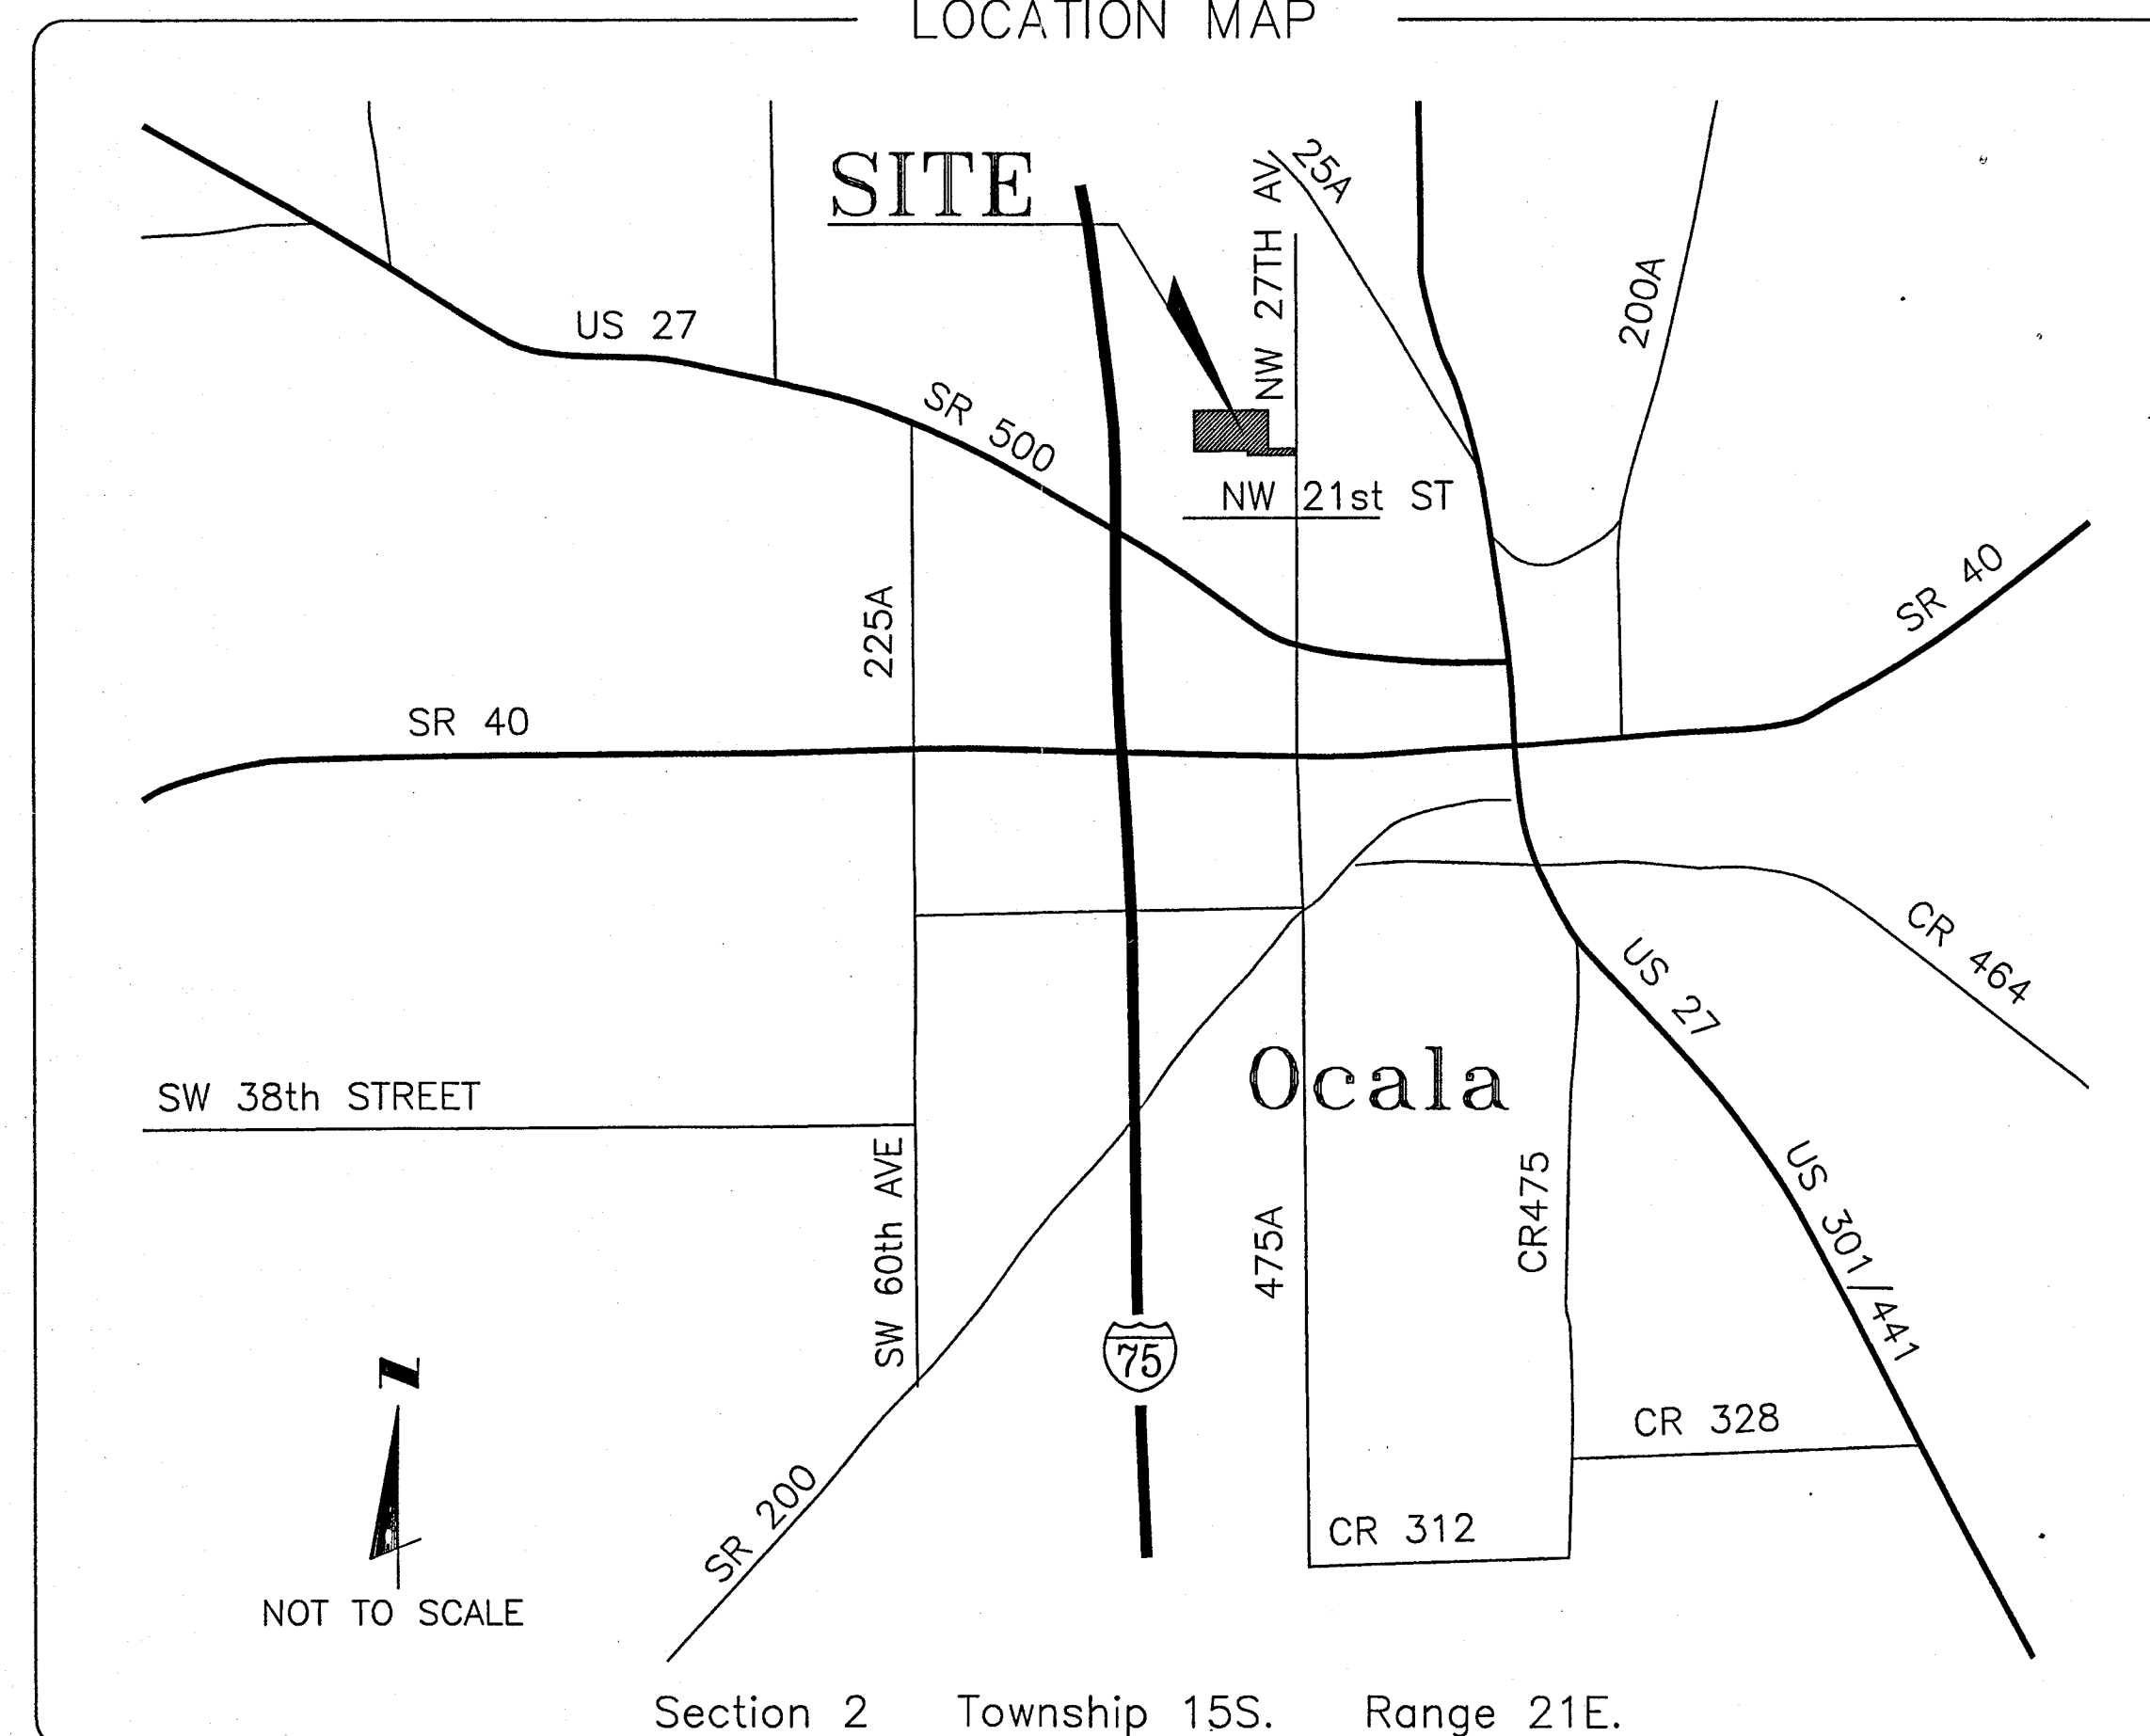 LOCATION MAP
SITE
NW 27TH AV
25A
200A
US 27
SR 500
NW 21st ST
SR 40
225A
SR 40
CR 464
US 27
Ocala
SW 38th STREET
SW 60th AVE
475A
CR475
US 301/441
75
N
CR 328
SR 200
CR 312
NOT TO SCALE
Section 2 Township 15S. Range 21E.